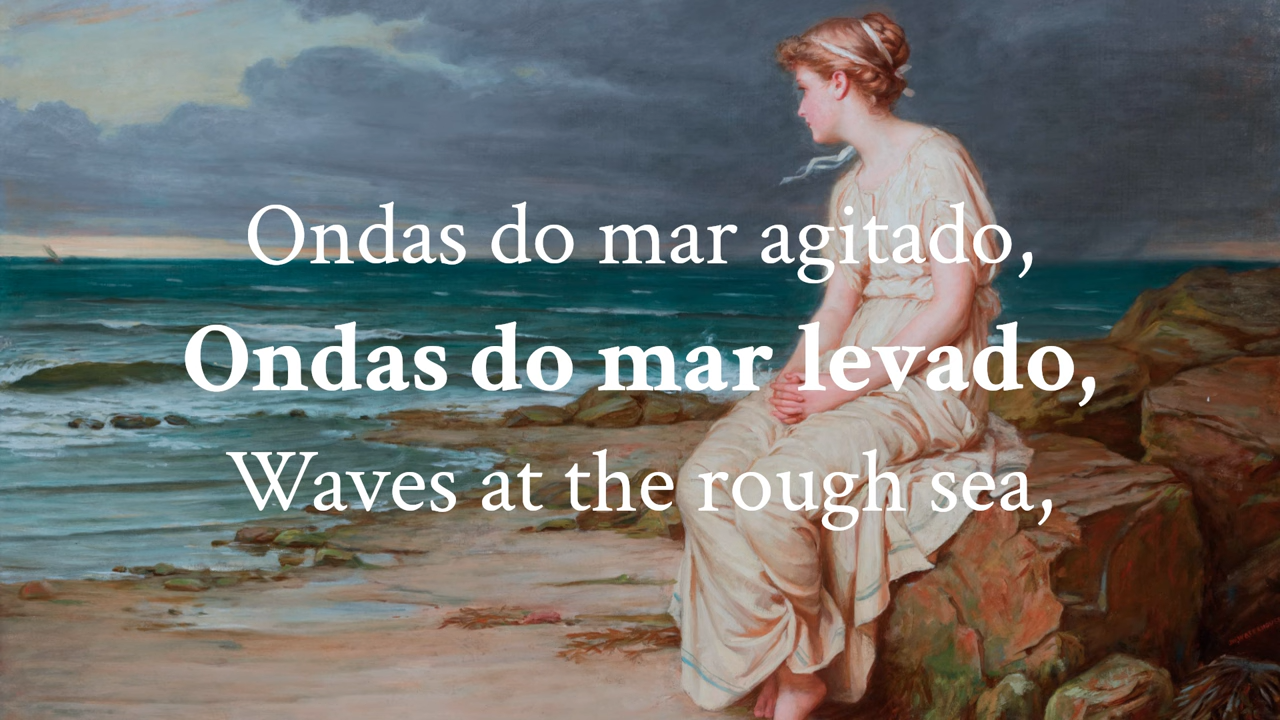 Ondas do mar agitado,
Ondas do mar levado,
Waves at the rough sea,